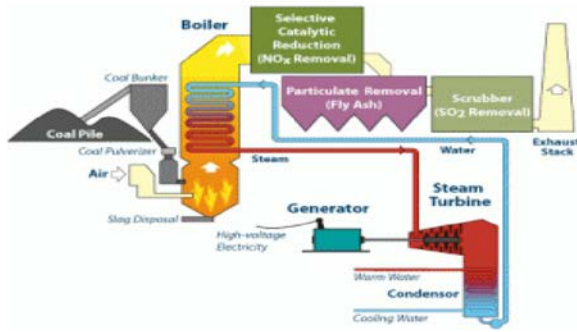 Boiler
Selective
Catalytic
Reduction
(NOx Removal)
Coal Bunker
Particulate Removal
(Fly Ash)
Scrubber
(SO2 Removal)
Coal Pile
Coal Pulverizer
Steam
Water
Exhaust
Stack
Air
Steam
Turbine
Generator
Slag Disposal
High-voltage
Electricity
Warm Water
Condensor
Cooling Water